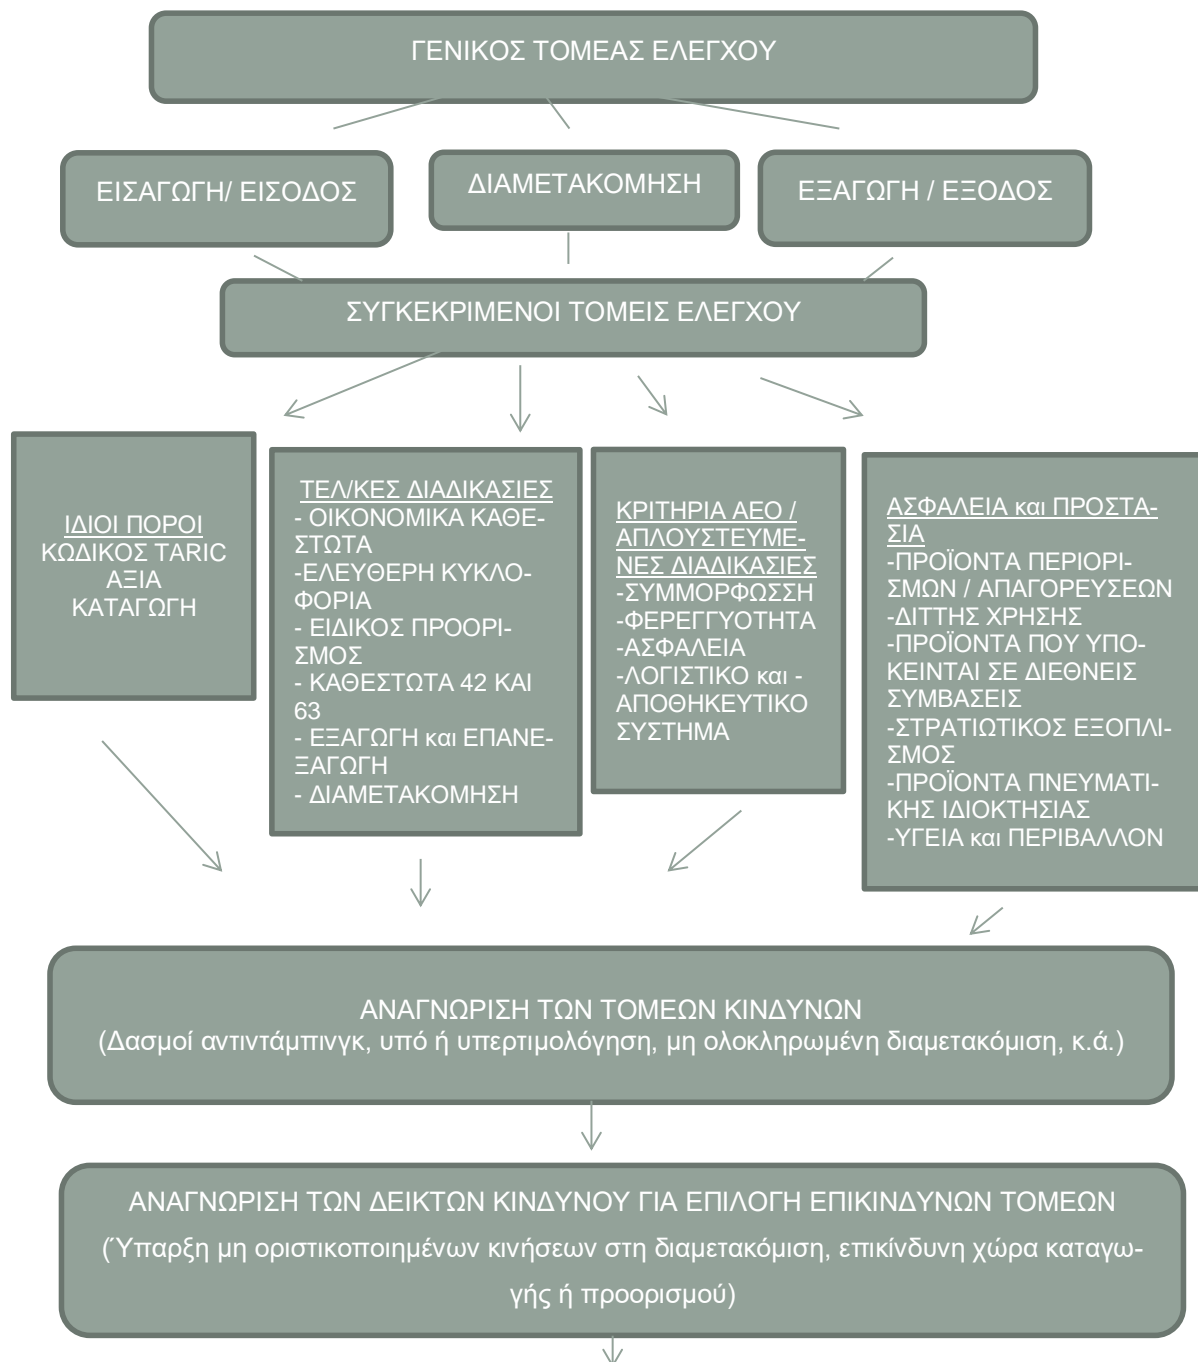 ΓΕΝΙΚΟΣ ΤΟΜΕΑΣ ΕΛΕΓΧΟΥ
ΕΙΣΑΓΩΓΗ/ ΕΙΣΟΔΟΣ
ΔΙΑΜΕΤΑΚΟΜΗΣΗ
ΕΞΑΓΩΓΗ / ΕΞΟΔΟΣ
ΣΥΓΚΕΚΡΙΜΕΝΟΙ ΤΟΜΕΙΣ ΕΛΕΓΧΟΥ
ΙΔΙΟΙ ΠΟΡΟΙ
ΚΩΔΙΚΟΣ TARIC
ΑΞΙΑ
ΚΑΤΑΓΩΓΗ
ΤΕΛ/ΚΕΣ ΔΙΑΔΙΚΑΣΙΕΣ
- ΟΙΚΟΝΟΜΙΚΑ ΚΑΘΕ-
ΣΤΩΤΑ
-ΕΛΕΥΘΕΡΗ ΚΥΚΛΟ-
ΦΟΡΙΑ
- ΕΙΔΙΚΟΣ ΠΡΟΟΡΙ-
ΣΜΟΣ
- ΚΑΘΕΣΤΩΤΑ 42 ΚΑΙ
63
- ΕΞΑΓΩΓΗ και ΕΠΑΝΕ-
ΞΑΓΩΓΗ
- ΔΙΑΜΕΤΑΚΟΜΗΣΗ
ΚΡΙΤΗΡΙΑ ΑΕΟ /
ΑΠΛΟΥΣΤΕΥΜΕ-
ΝΕΣ ΔΙΑΔΙΚΑΣΙΕΣ
-ΣΥΜΜΟΡΦΩΣΣΗ
-ΦΕΡΕΓΓΥΟΤΗΤΑ
-ΑΣΦΑΛΕΙΑ
-ΛΟΓΙΣΤΙΚΟ και -
ΑΠΟΘΗΚΕΥΤΙΚΟ
ΣΥΣΤΗΜΑ
ΑΣΦΑΛΕΙΑ και ΠΡΟΣΤΑ-
ΣΙΑ
-ΠΡΟΪΟΝΤΑ ΠΕΡΙΟΡΙ-
ΣΜΩΝ / ΑΠΑΓΟΡΕΥΣΕΩΝ
-ΔΙΤΤΗΣ ΧΡΗΣΗΣ
-ΠΡΟΪΟΝΤΑ ΠΟΥ ΥΠΟ-
ΚΕΙΝΤΑΙ ΣΕ ΔΙΕΘΝΕΙΣ
ΣΥΜΒΑΣΕΙΣ
-ΣΤΡΑΤΙΩΤΙΚΟΣ ΕΞΟΠΛΙ-
ΣΜΟΣ
-ΠΡΟΪΟΝΤΑ ΠΝΕΥΜΑΤΙ-
ΚΗΣ ΙΔΙΟΚΤΗΣΙΑΣ
-ΥΓΕΙΑ και ΠΕΡΙΒΑΛΛΟΝ
ΑΝΑΓΝΩΡΙΣΗ ΤΩΝ ΤΟΜΕΩΝ ΚΙΝΔΥΝΩΝ
(Δασμοί αντιντάμπινγκ, υπό ή υπερτιμολόγηση, μη ολοκληρωμένη διαμετακόμιση, κ.ά.)
ΑΝΑΓΝΩΡΙΣΗ ΤΩΝ ΔΕΙΚΤΩΝ ΚΙΝΔΥΝΟΥ ΓΙΑ ΕΠΙΛΟΓΗ ΕΠΙΚΙΝΔΥΝΩΝ ΤΟΜΕΩΝ
(Ύπαρξη μη οριστικοποιημένων κινήσεων στη διαμετακόμιση, επικίνδυνη χώρα καταγω-
γής ή προορισμού)